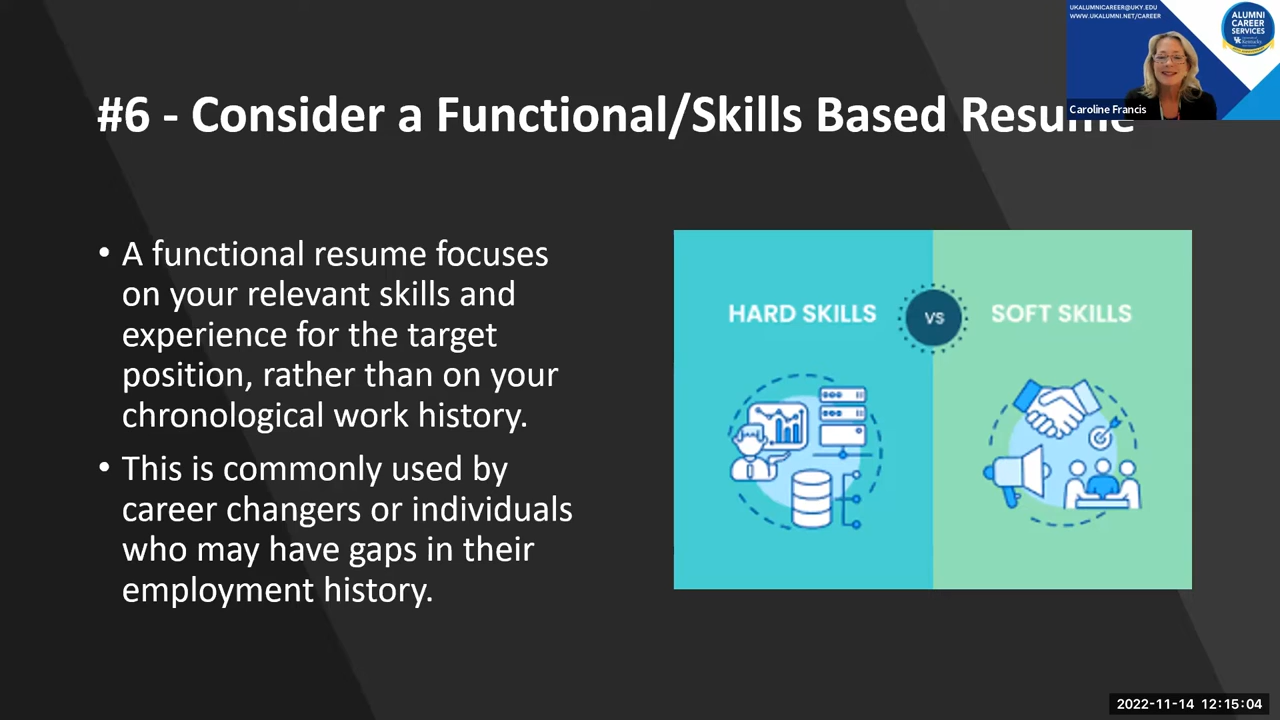 UKALUMNICAREER@UKY.EDU
WWW.UKALUMNI.NET/CAREER
ALUMNI
CAREER
SERVICES
Caroline Francis
#6 - Consider a Functional/Skills Based Resume
• A functional resume focuses
on your relevant skills and
experience for the target
position, rather than on your
chronological work history.
• This is commonly used by
career changers or individuals
who may have gaps in their
employment history.
HARD SKILLS
VS
SOFT SKILLS
2022-11-14 12:15:04